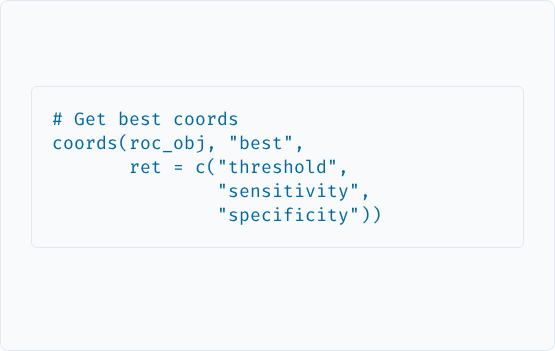 # Get best coords
coords(roc_obj, "best",
       ret = c("threshold",
               "sensitivity",
               "specificity"))